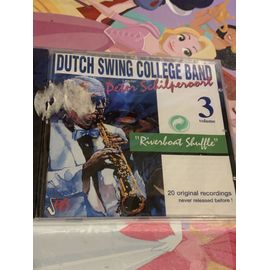 DUTCH SWING COLLEGE BAND
Peter Schilperoort
3
volume
"Riverboat Shuffle"
20 original recordings
never released before !